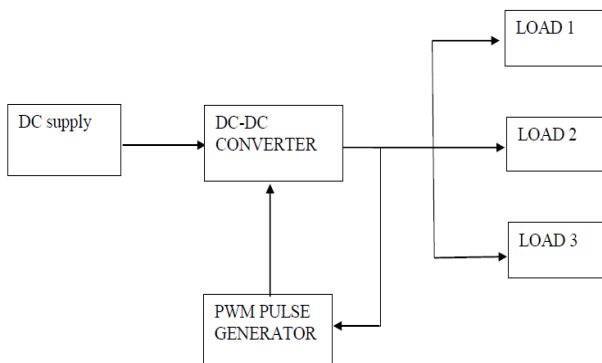 LOAD 1
DC supply
DC-DC
CONVERTER
LOAD 2
LOAD 3
PWM PULSE
GENERATOR